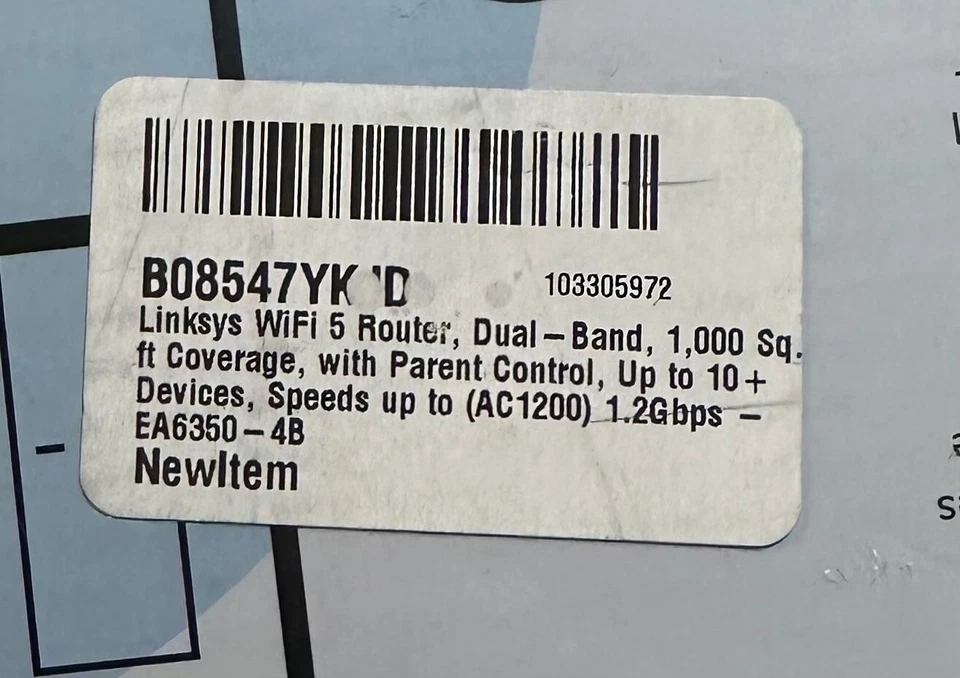 103305972
Linksys WiFi 5 Router, Dual-Band, 1,000 Sq.
ft Coverage, with Parent Control, Up to 10+
Devices, Speeds up to (AC1200) 1.2Gbps -
EA6350-4B
NewItem